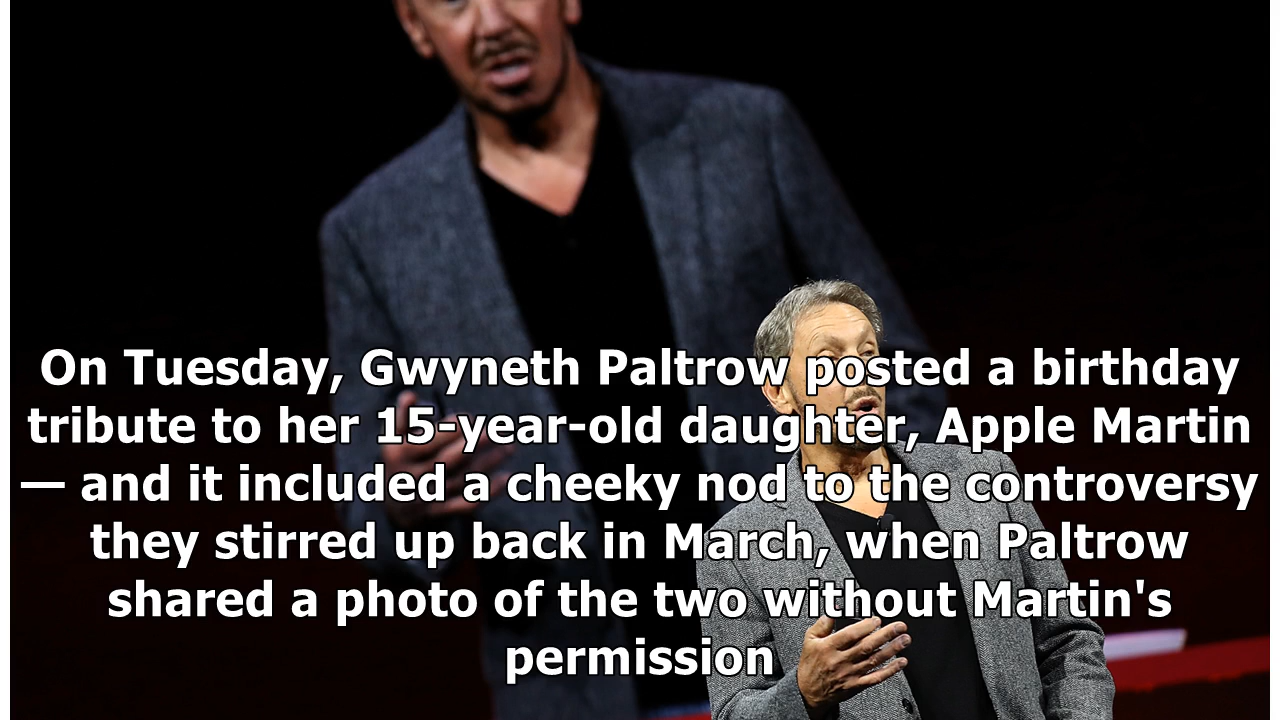 On Tuesday, Gwyneth Paltrow posted a birthday
tribute to her 15-year-old daughter, Apple Martin
— and it included a cheeky nod to the controversy
they stirred up back in March, when Paltrow
shared a photo of the two without Martin's
permission